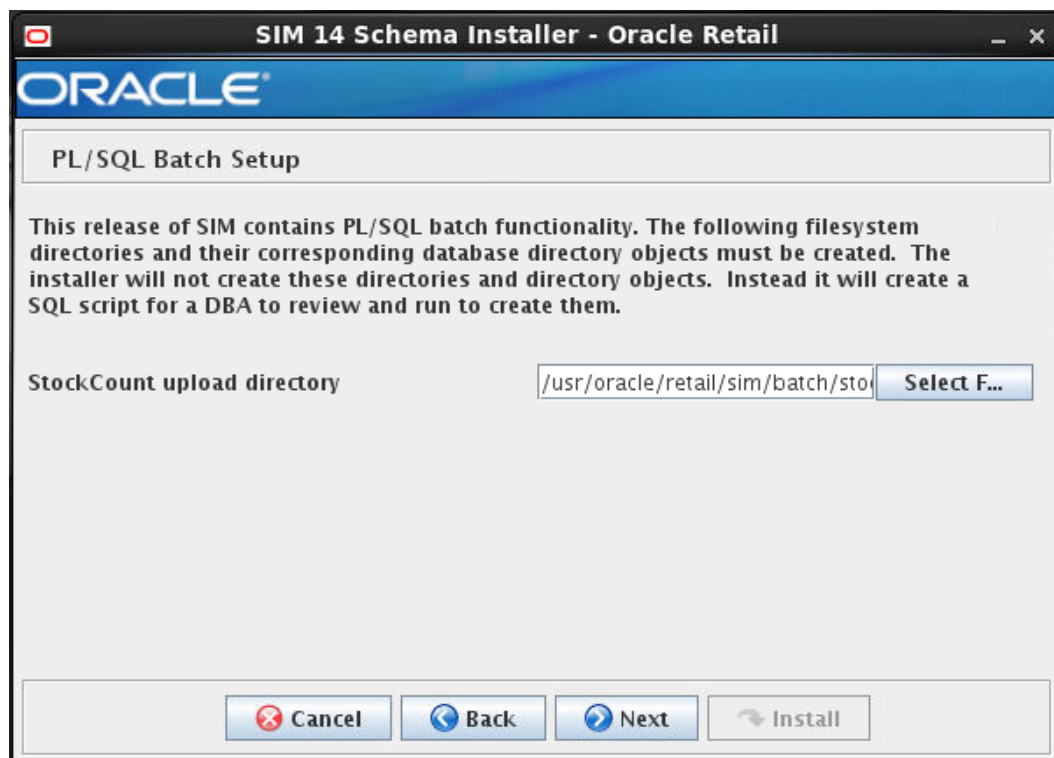 SIM 14 Schema Installer - Oracle Retail
ORACLE®
PL/SQL Batch Setup
This release of SIM contains PL/SQL batch functionality. The following filesystem
directories and their corresponding database directory objects must be created. The
installer will not create these directories and directory objects. Instead it will create a
SQL script for a DBA to review and run to create them.
StockCount upload directory /usr/oracle/retail/sim/batch/sto Select F...
Cancel Back Next Install